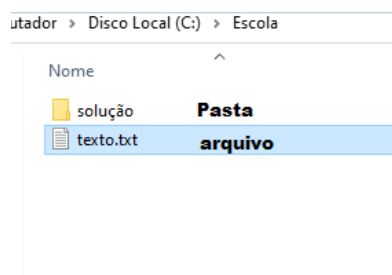 utador > Disco Local (C:) > Escola
Nome
solução Pasta
texto.txt arquivo